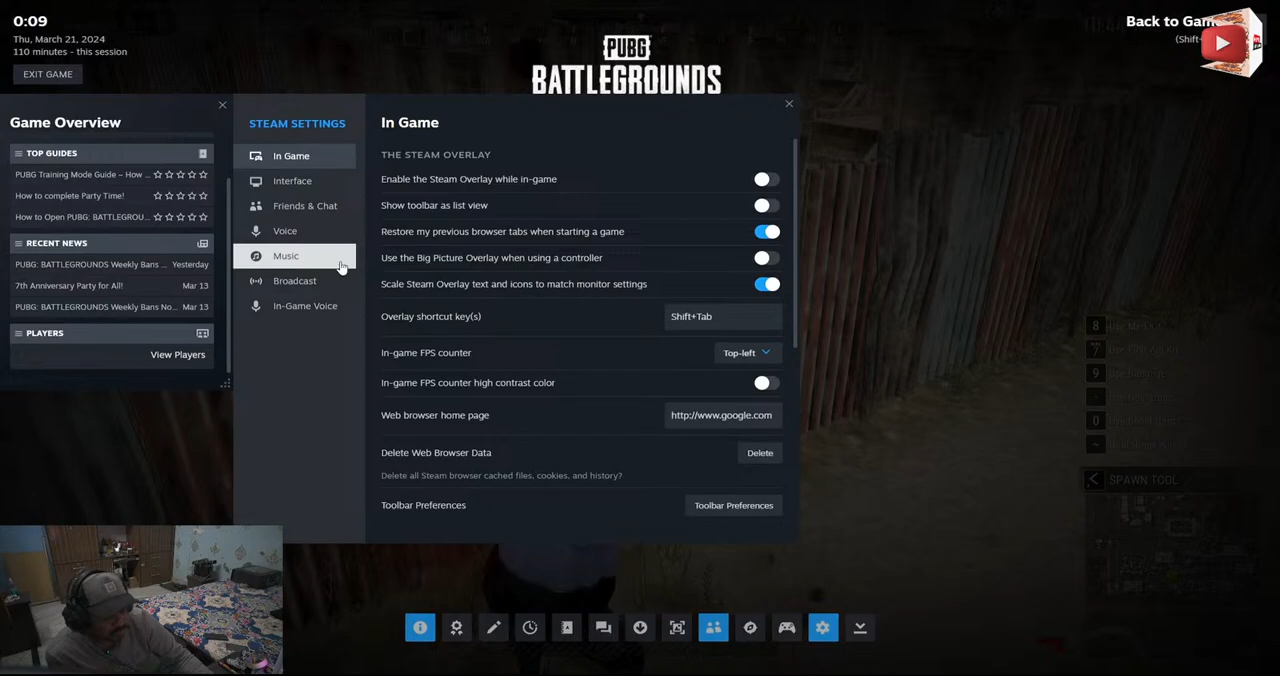 0:09
Thu, March 21, 2024
110 minutes - this session
EXIT GAME
PUBG
BATTLEGROUNDS
Back to Game
(Shift+
Game Overview
TOP GUIDES
PUBG Training Mode Guide – How ...
How to complete Party Time!
How to Open PUBG: BATTLEGROU...
RECENT NEWS
PUBG: BATTLEGROUNDS Weekly Bans ... Yesterday
7th Anniversary Party for All! Mar 13
PUBG: BATTLEGROUNDS Weekly Bans No... Mar 13
PLAYERS
View Players
STEAM SETTINGS
In Game
Interface
Friends & Chat
Voice
Music
Broadcast
In-Game Voice
In Game
THE STEAM OVERLAY
Enable the Steam Overlay while in-game
Show toolbar as list view
Restore my previous browser tabs when starting a game
Use the Big Picture Overlay when using a controller
Scale Steam Overlay text and icons to match monitor settings
Overlay shortcut key(s) Shift+Tab
In-game FPS counter Top-left
In-game FPS counter high contrast color
Web browser home page http://www.google.com
Delete Web Browser Data Delete
Delete all Steam browser cached files, cookies, and history?
Toolbar Preferences Toolbar Preferences
8
7
9
0
~
SPAWN TOOL